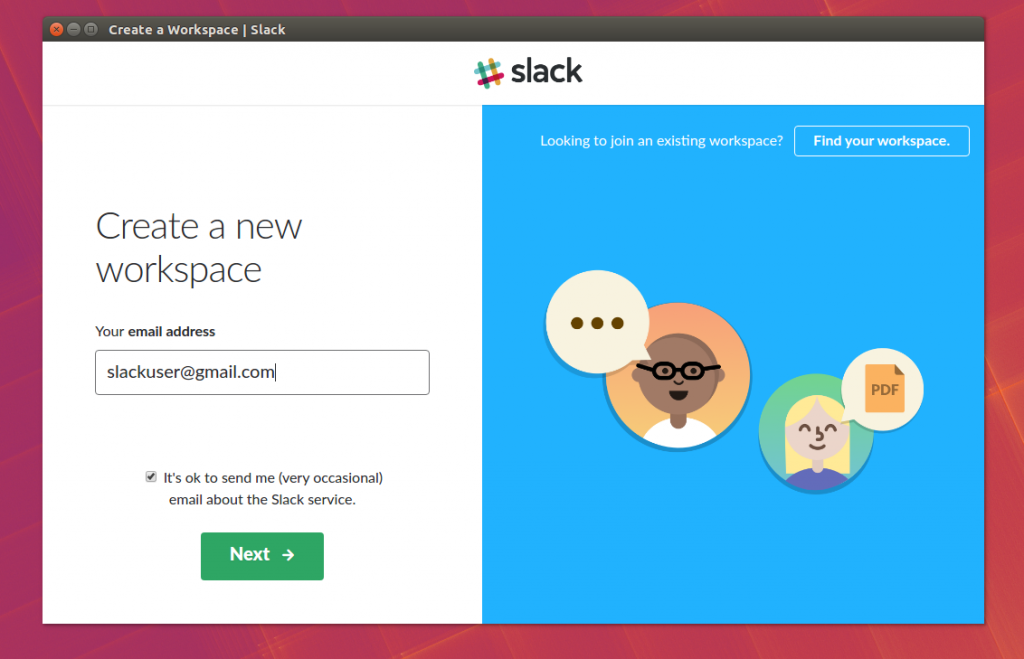 Create a Workspace | Slack
slack
Looking to join an existing workspace? Find your workspace.
Create a new
workspace
Your email address
slackuser@gmail.com
It's ok to send me (very occasional)
email about the Slack service.
Next →
PDF